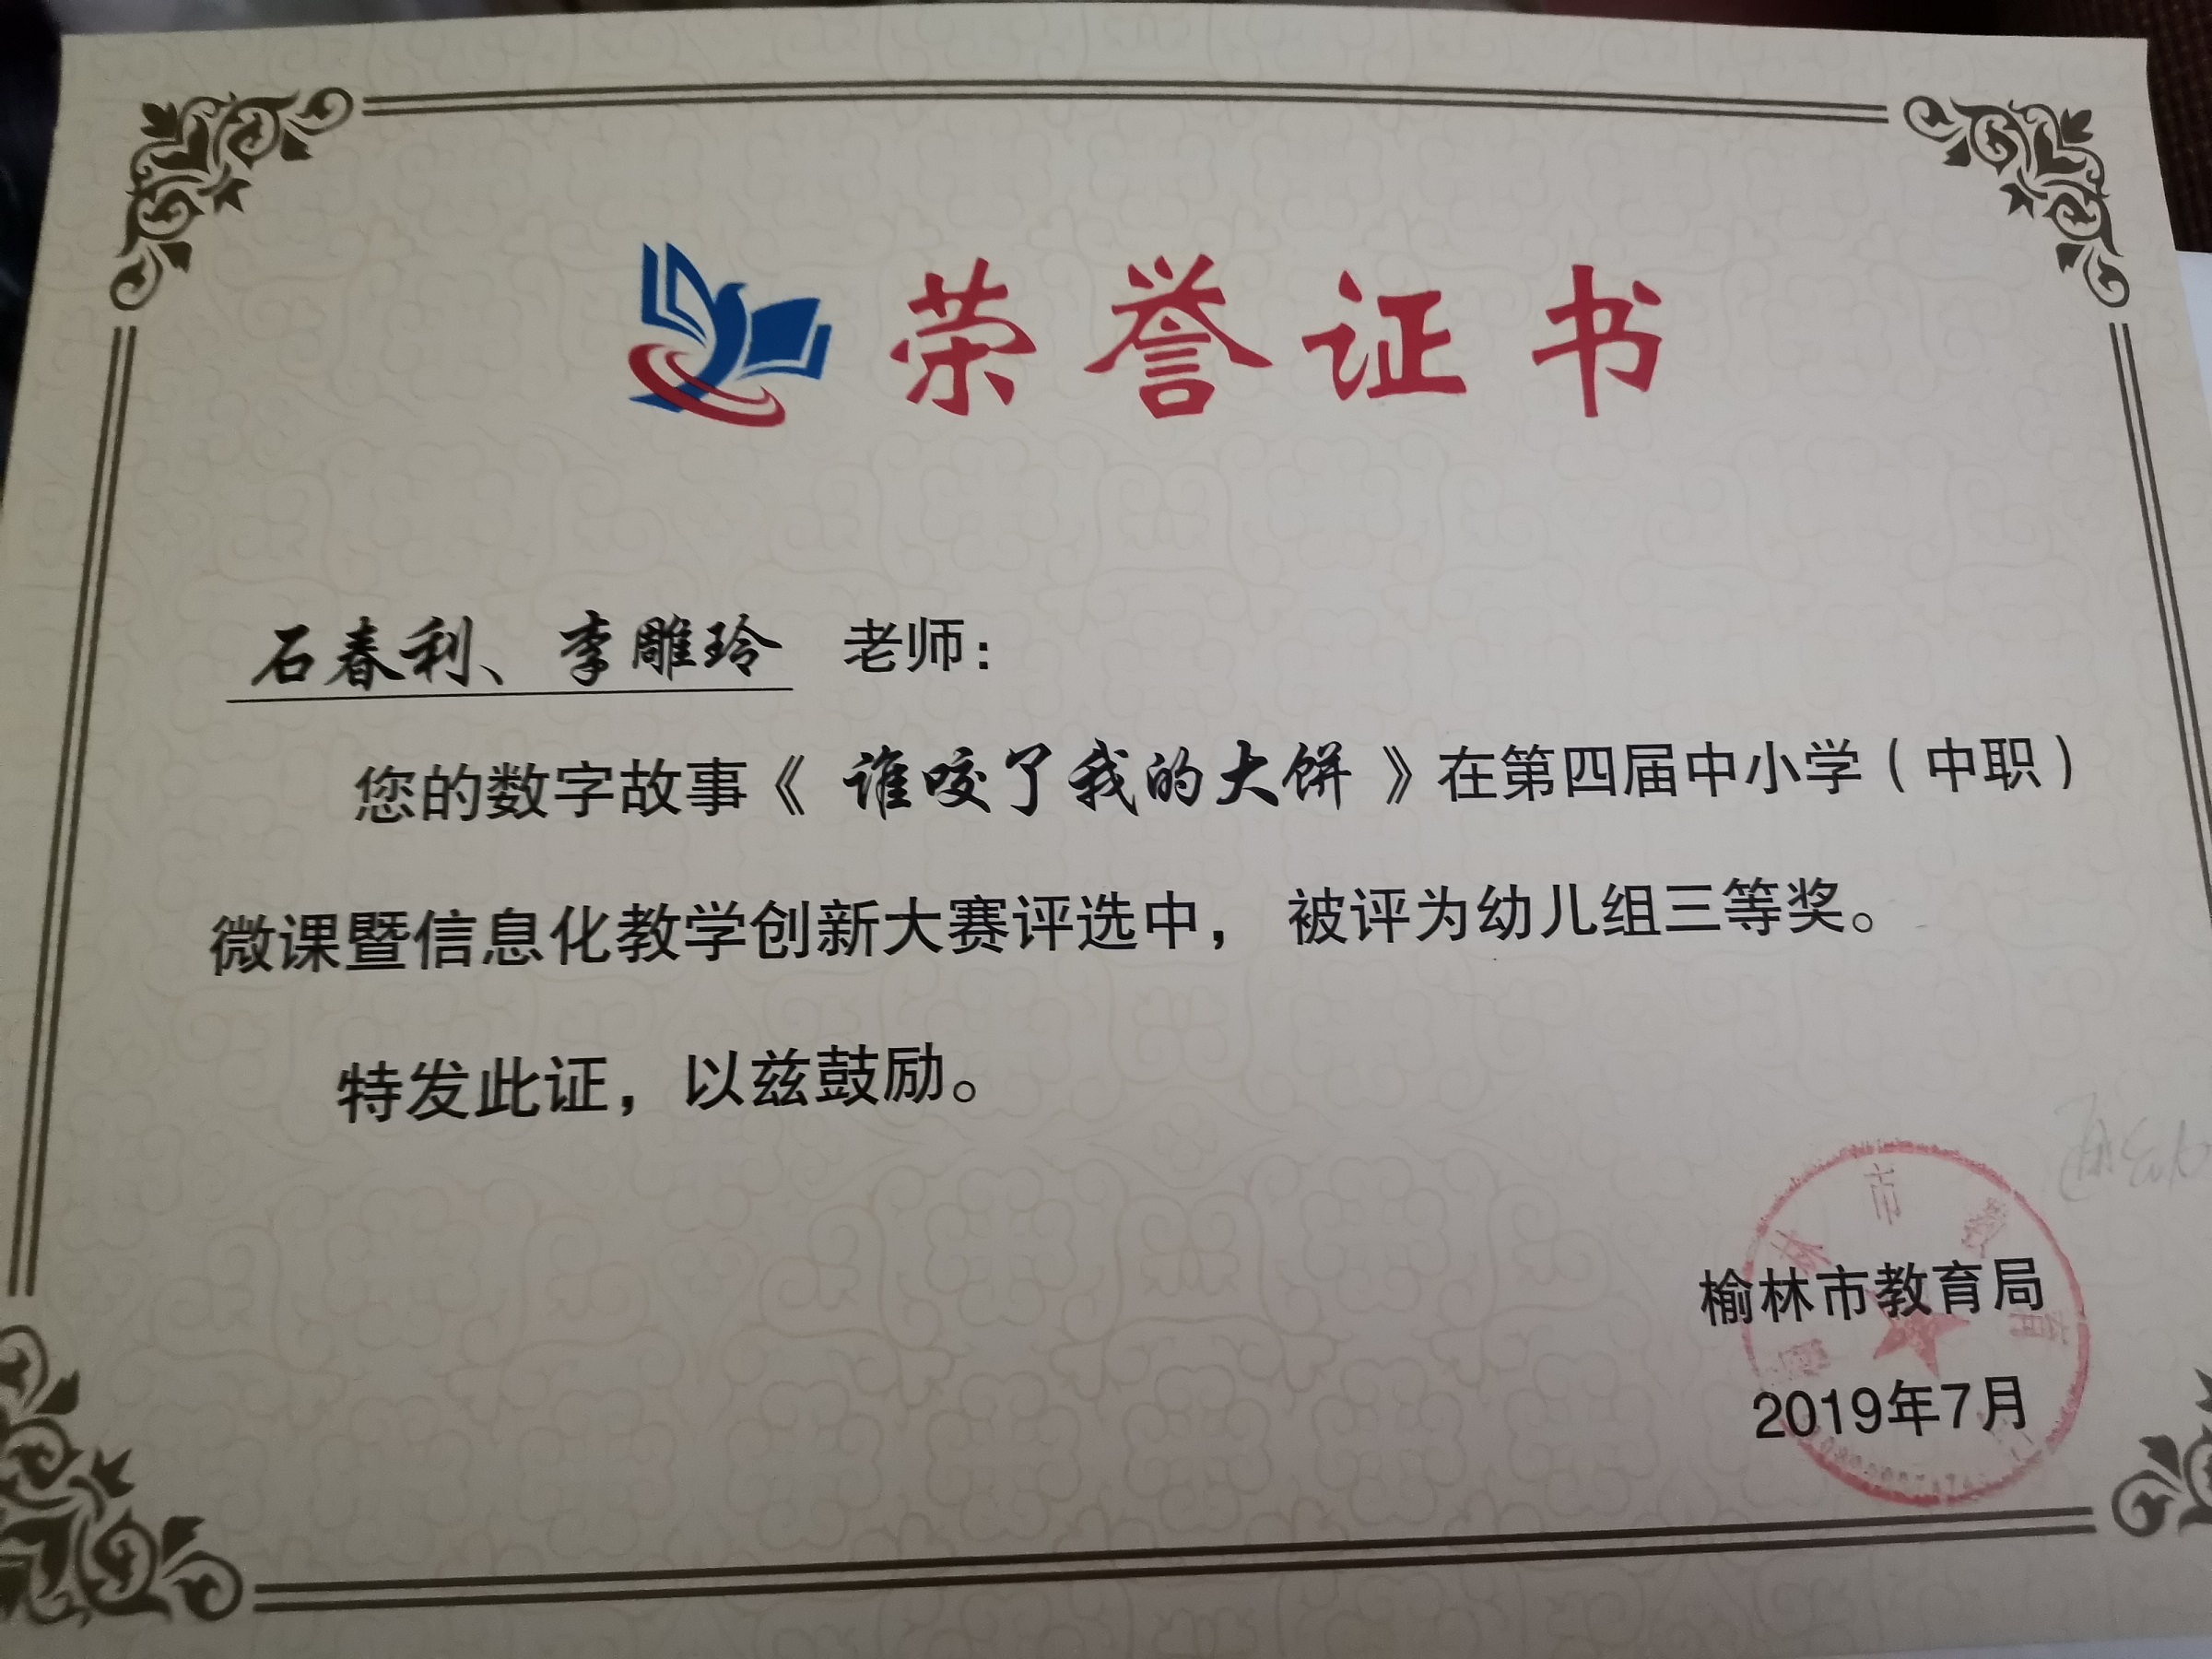 荣誉证书
石春利、李雕玲 老师：
您的数字故事《 谁咬了我的大饼 》在第四届中小学（中职）
微课暨信息化教学创新大赛评选中， 被评为幼儿组三等奖。
特发此证，以兹鼓励。
榆林市教育局
2019年7月